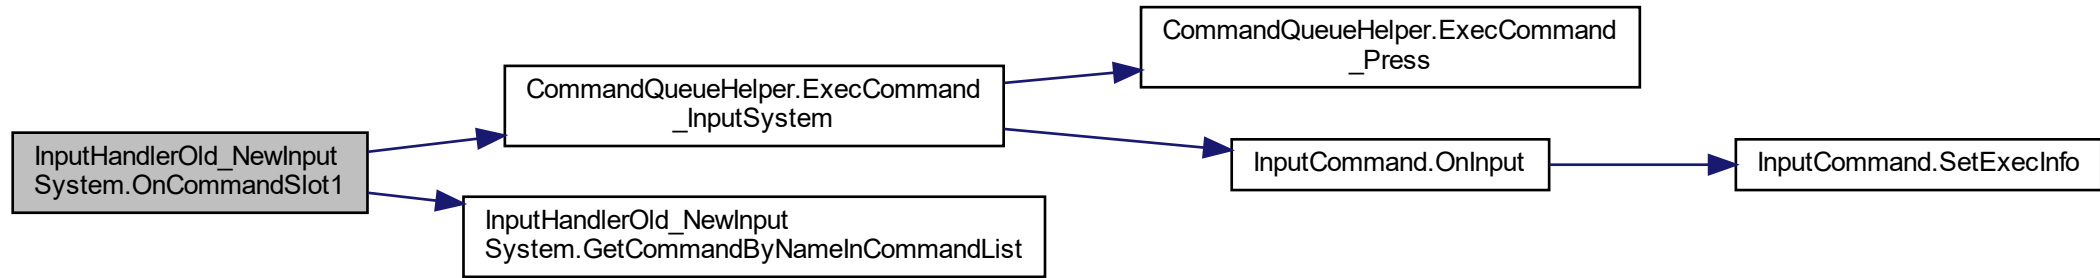 InputHandlerOld_NewInput
System.OnCommandSlot1
CommandQueueHelper.ExecCommand
_InputSystem
CommandQueueHelper.ExecCommand
_Press
InputCommand.OnInput
InputCommand.SetExecInfo
InputHandlerOld_NewInput
System.GetCommandByNameInCommandList